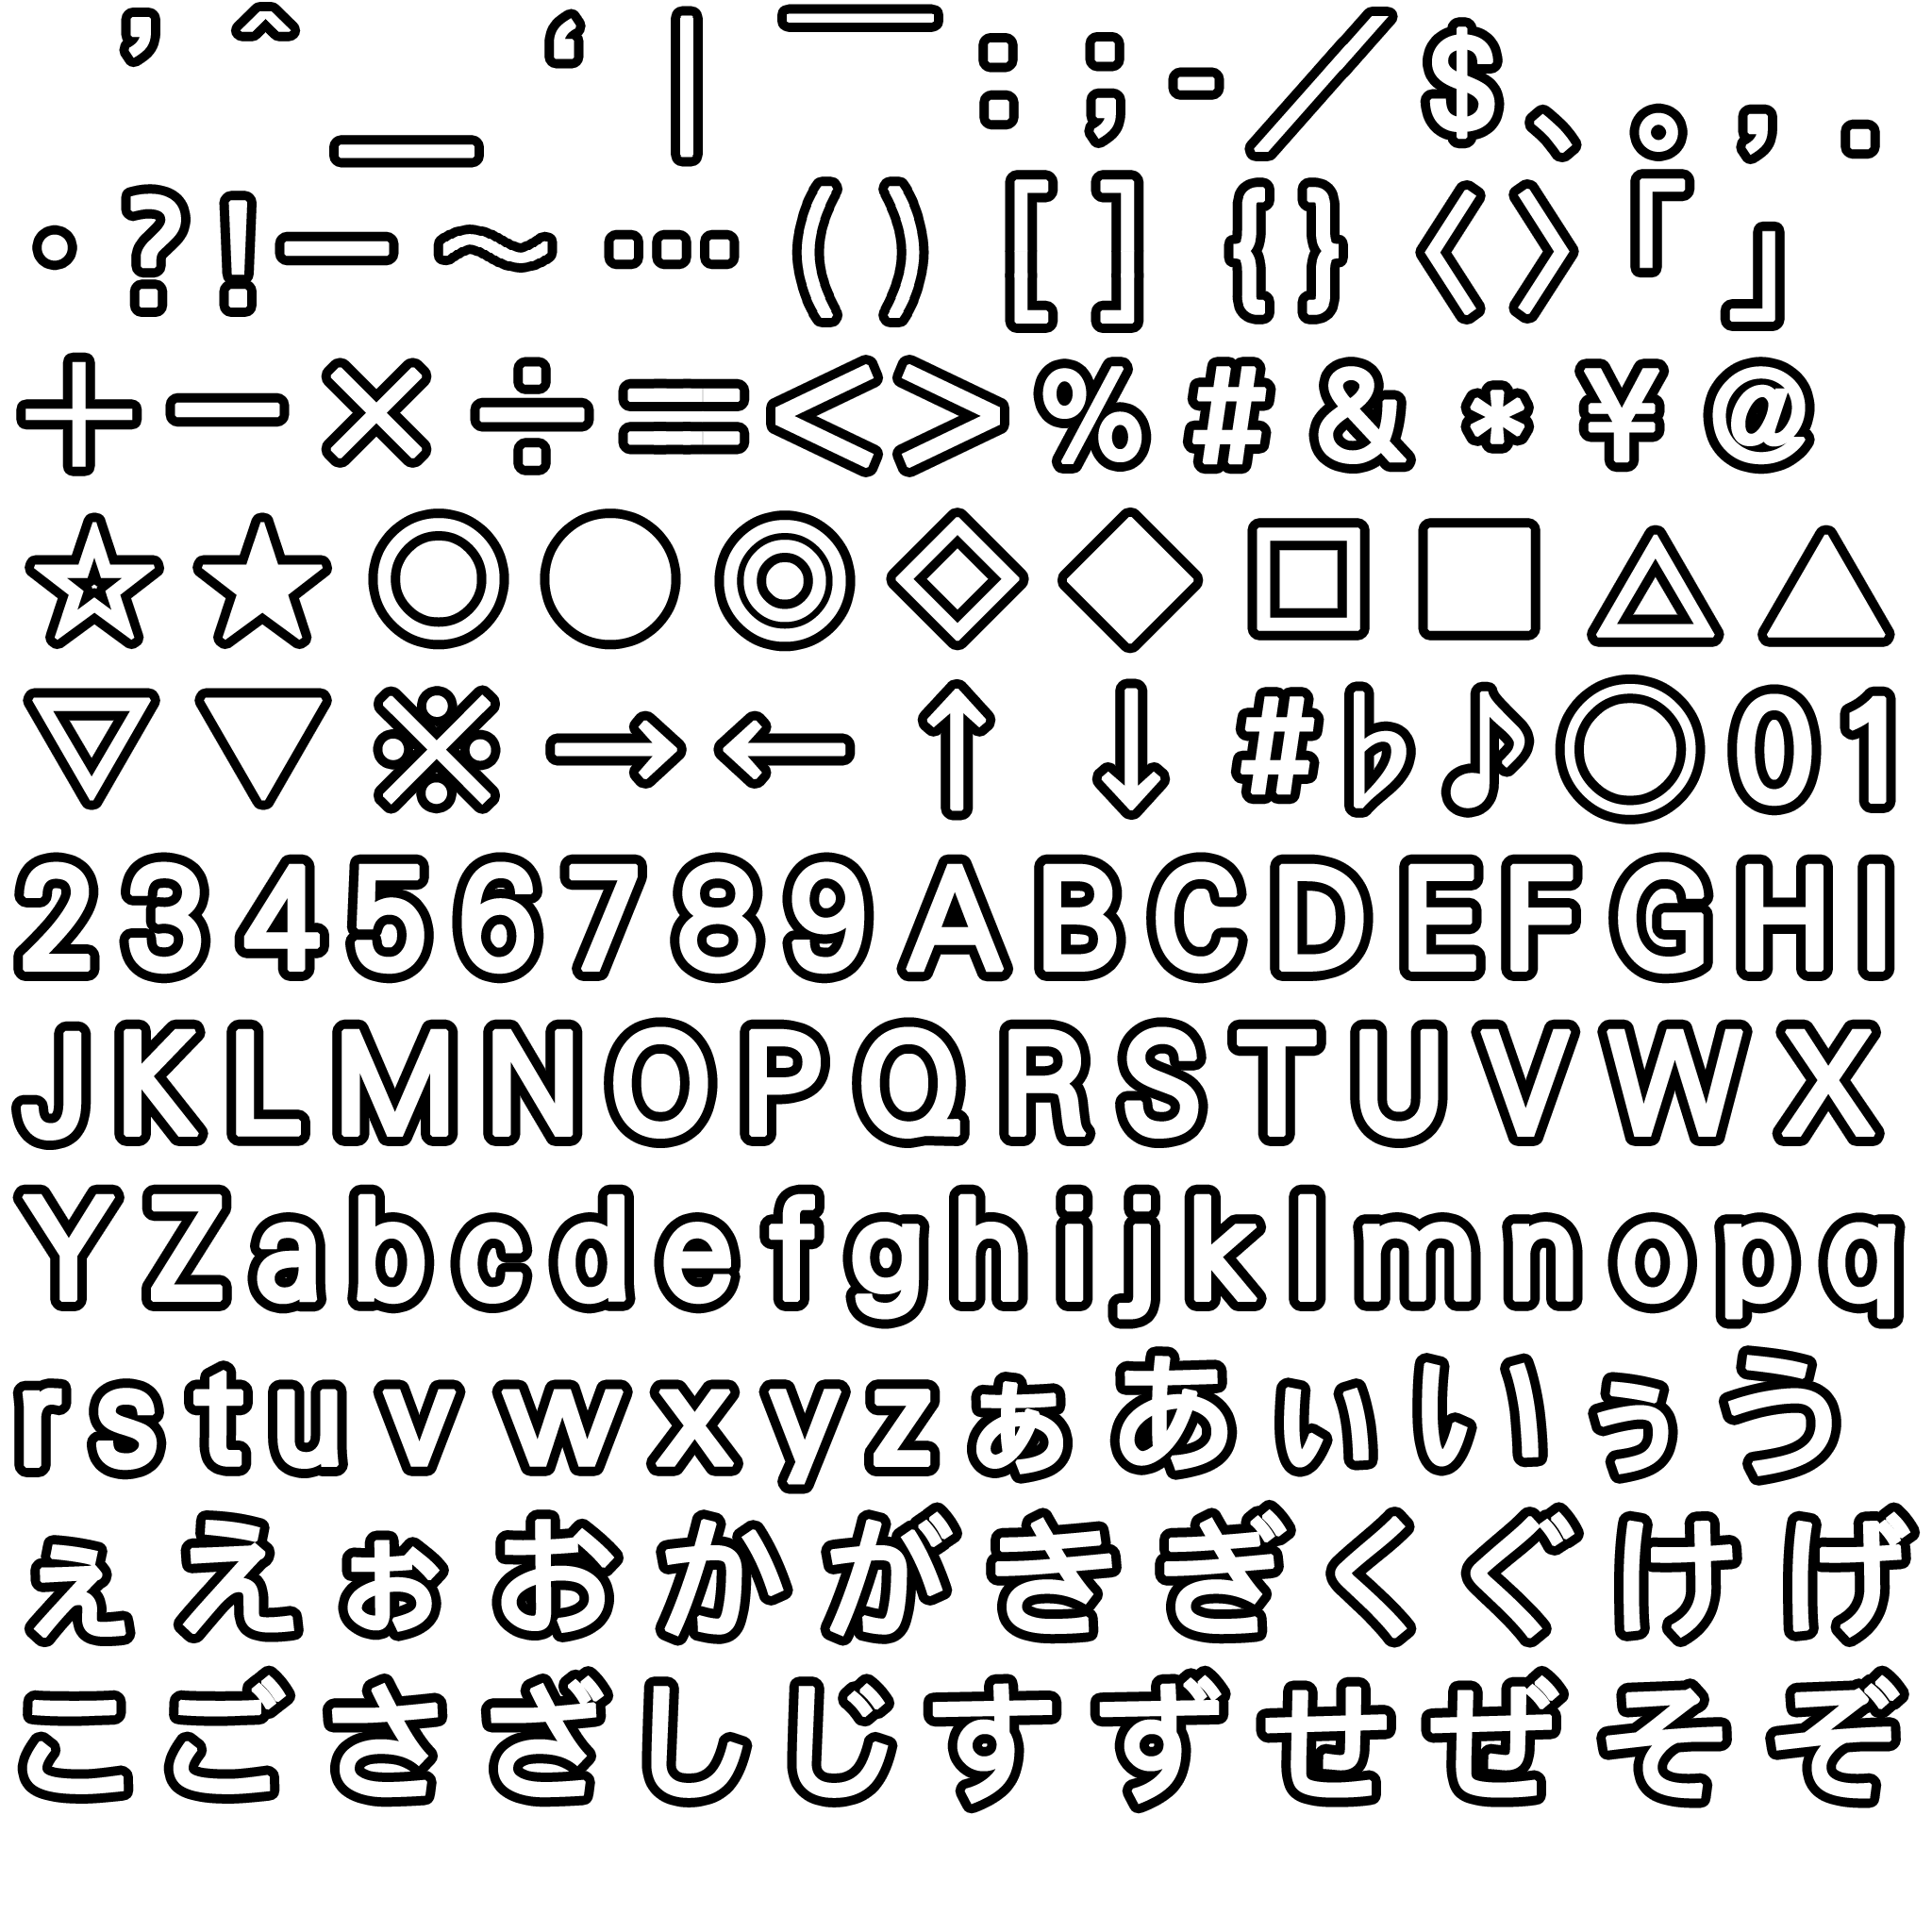 ’ ^ _ ‘ | ‾ : ; - / $ 、 。 , .
・ ? ! ー ~ … ( ) [ ] { } 〈 〉 「 」
+ − × ÷ = < > % # & * ¥ @
★ ☆ ● ○ ◎ ◆ ◇ ■ □ ▲ △
▼ ▽ ※ → ← ↑ ↓ # ♭ ♪ ◯ 0 1
2 3 4 5 6 7 8 9 A B C D E F G H I
J K L M N O P Q R S T U V W X
Y Z a b c d e f g h i j k l m n o p q
r s t u v w x y z ぁ あ ぃ い ぅ う
ぇ え ぉ お か が き ぎ く ぐ け げ
こ ご さ ざ し じ す ず せ ぜ そ ぞ